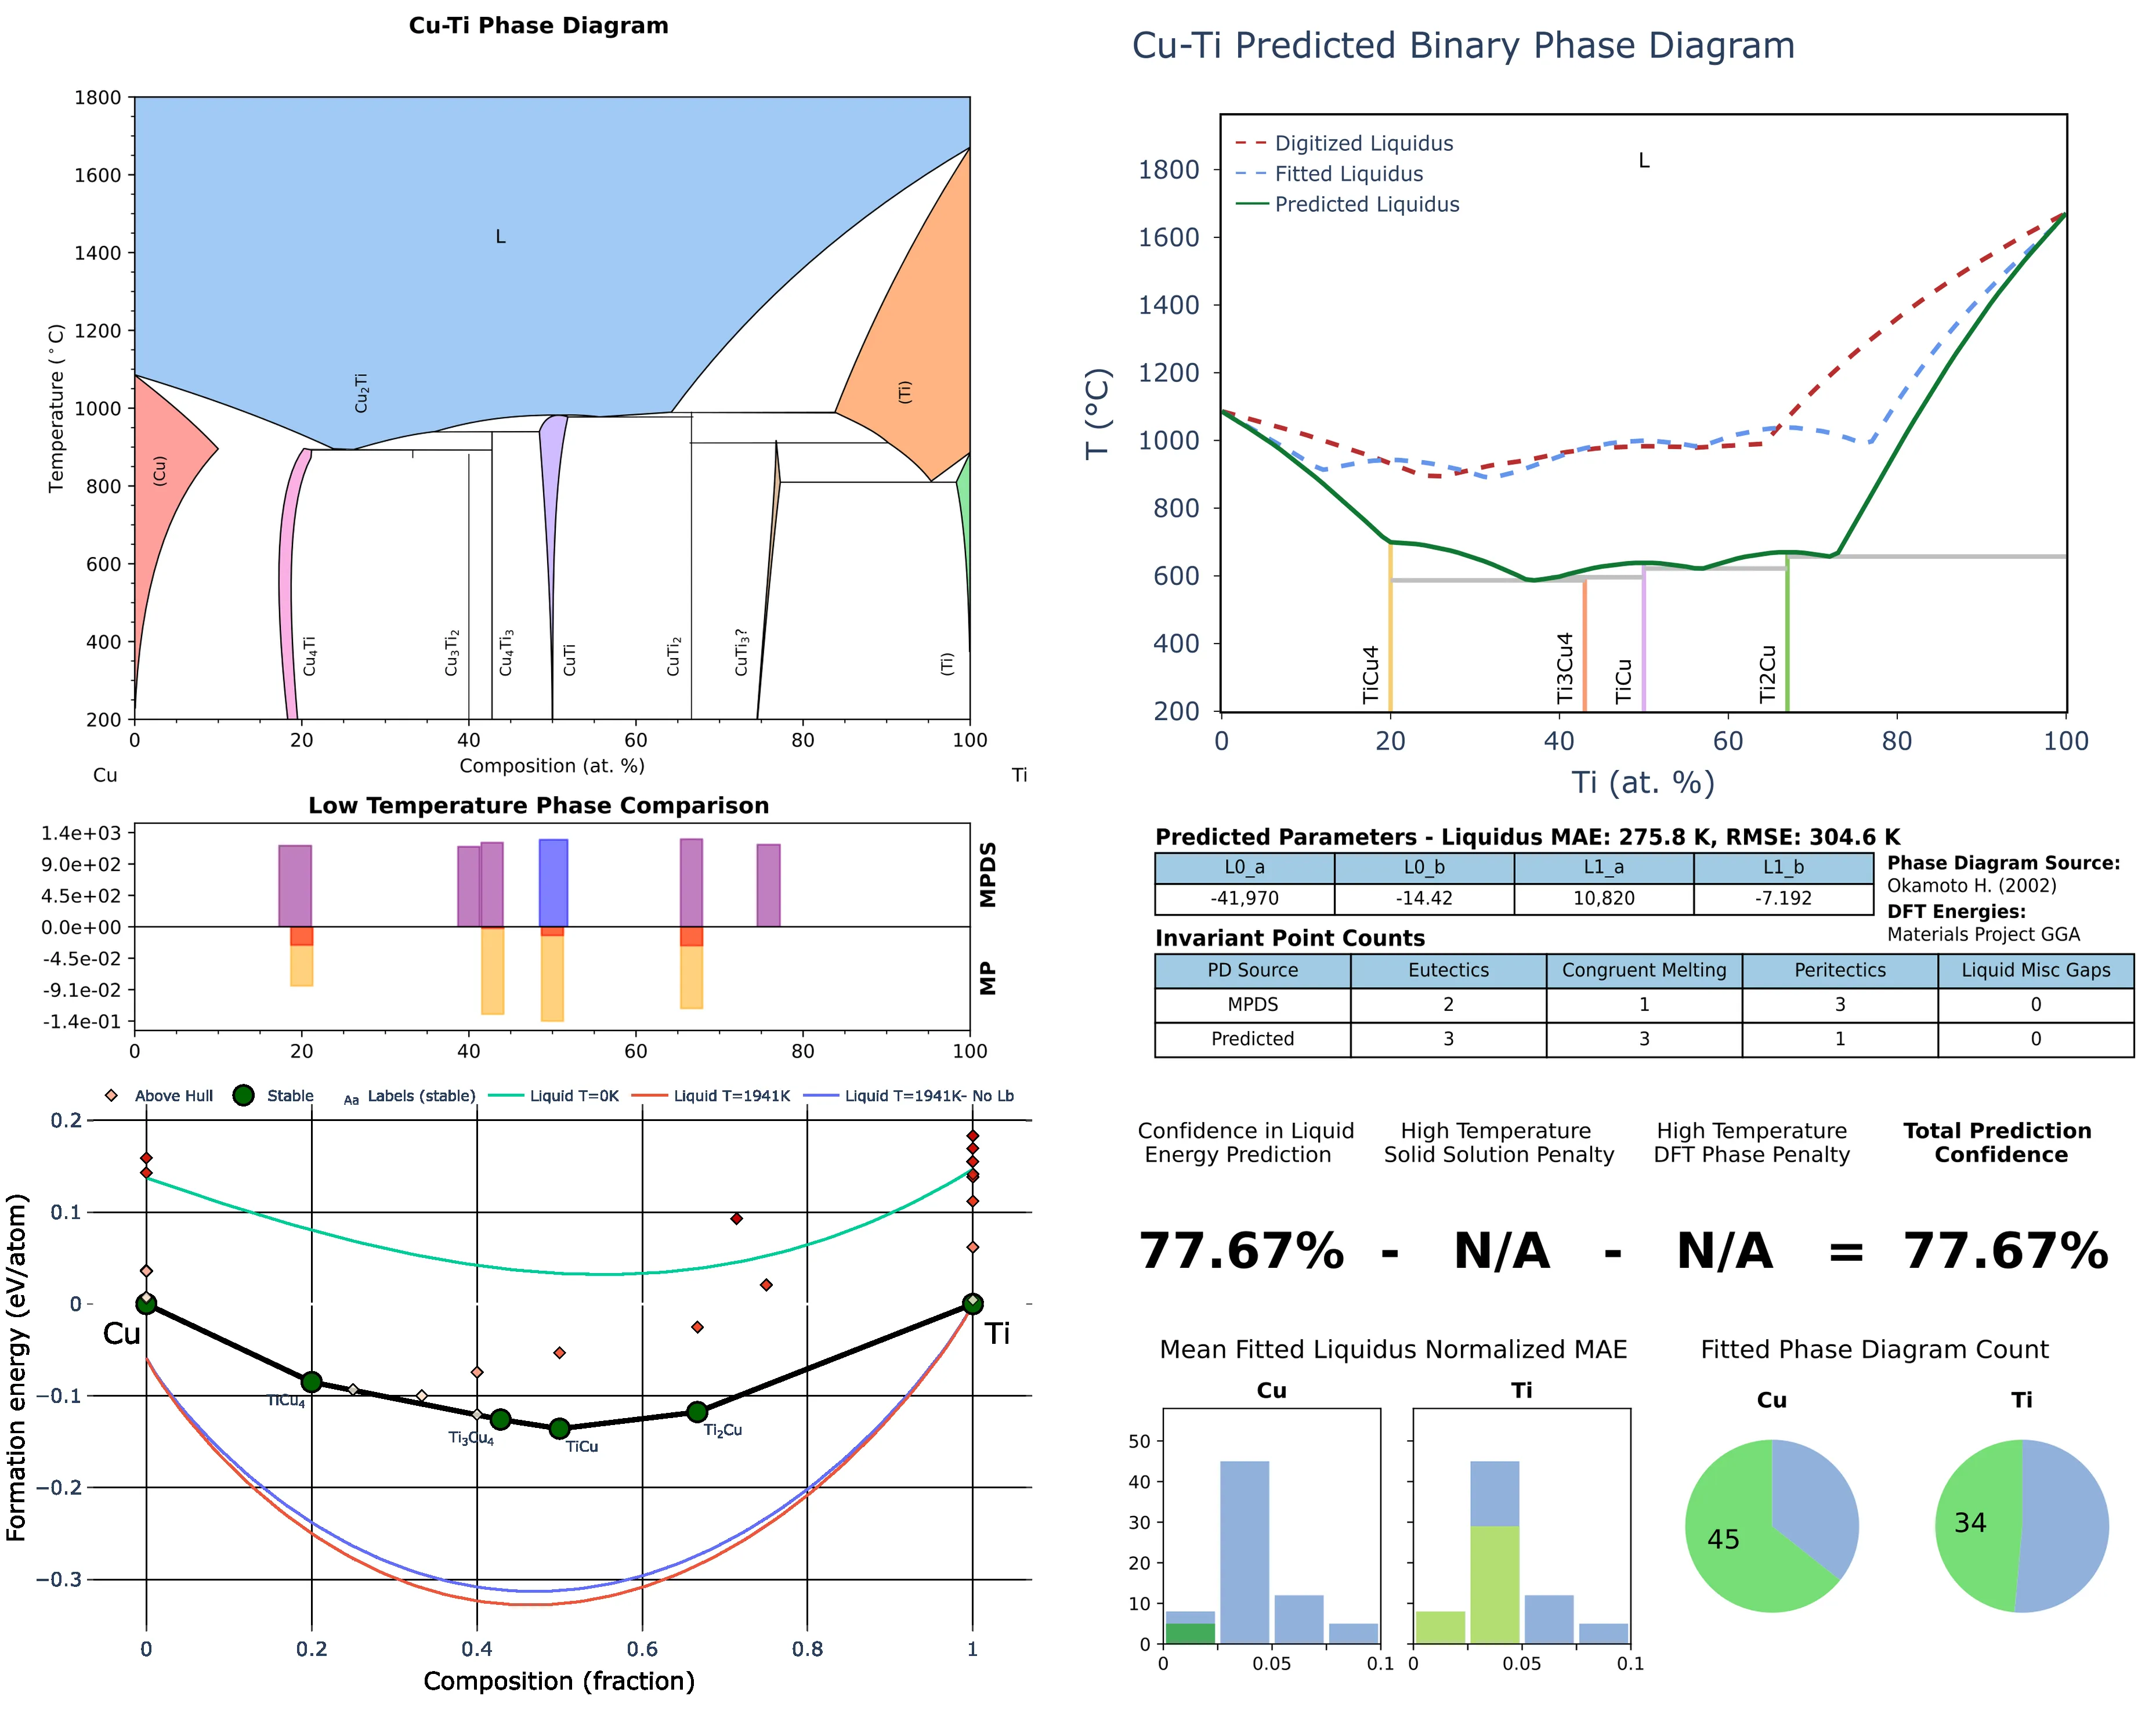 Cu-Ti Phase Diagram
1800
1600
1400
1200
1000
800
600
400
200
Temperature (°C)
L
Cu₂Ti
(Cu)
(Ti)
Cu₄Ti
Cu₃Ti₂
Cu₄Ti₃
CuTi
CuTi₂
CuTi₃?
(Ti)
0 20 40 60 80 100
Composition (at. %)
Cu Ti
Cu-Ti Predicted Binary Phase Diagram
Digitized Liquidus
Fitted Liquidus
Predicted Liquidus
L
1800
1600
1400
1200
1000
800
600
400
200
T (°C)
TiCu4
Ti3Cu4
TiCu
Ti2Cu
0 20 40 60 80 100
Ti (at. %)
Low Temperature Phase Comparison
1.4e+03
9.0e+02
4.5e+02
0.0e+00
-4.5e-02
-9.1e-02
-1.4e-01
MPDS
MP
0 20 40 60 80 100
Predicted Parameters - Liquidus MAE: 275.8 K, RMSE: 304.6 K
L0_a L0_b L1_a L1_b
-41,970 -14.42 10,820 -7.192
Phase Diagram Source:
Okamoto H. (2002)
DFT Energies:
Materials Project GGA
Invariant Point Counts
PD Source Eutectics Congruent Melting Peritectics Liquid Misc Gaps
MPDS 2 1 3 0
Predicted 3 3 1 0
Above Hull Stable Aa Labels (stable) Liquid T=0K Liquid T=1941K Liquid T=1941K- No Lb
0.2
0.1
0
−0.1
−0.2
−0.3
Formation energy (eV/atom)
Cu
Ti
TiCu₄
Ti₃Cu₄
TiCu
Ti₂Cu
0 0.2 0.4 0.6 0.8 1
Composition (fraction)
Confidence in Liquid
Energy Prediction
High Temperature
Solid Solution Penalty
High Temperature
DFT Phase Penalty
Total Prediction
Confidence
77.67% - N/A - N/A = 77.67%
Mean Fitted Liquidus Normalized MAE
Cu Ti
50
40
30
20
10
0
0 0.05 0.1 0 0.05 0.1
Fitted Phase Diagram Count
Cu Ti
45 34